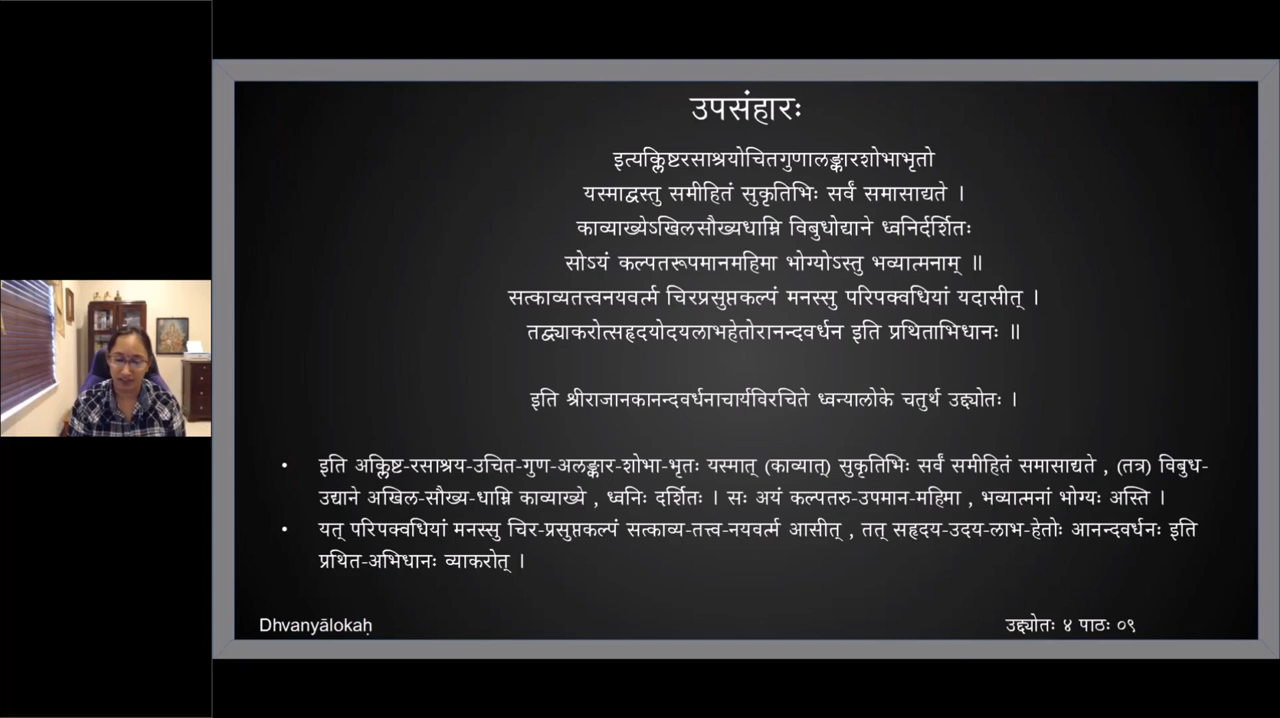 उपसंहारः
इत्यक्लिष्टरसाश्रयोचितगुणालङ्कारशोभाभृतो
यस्माद्वस्तु समीहितं सुकृतिभिः सर्वं समासाद्यते ।
काव्याख्येऽखिलसौख्यधाम्नि विबुधोद्याने ध्वनिर्दर्शितः
सोऽयं कल्पतरूपमानमहिमा भोग्योऽस्तु भव्यात्मनाम् ॥
सत्काव्यतत्त्वनयवर्त्म चिरप्रसुप्तकल्पं मनस्सु परिपक्वधियां यदासीत् ।
तद्व्याकरोत्सहृदयोदयलाभहेतोरानन्दवर्धन इति प्रथिताभिधानः ॥
इति श्रीराजानकानन्दवर्धनाचार्यविरचिते ध्वन्यालोके चतुर्थ उद्द्योतः ।
• इति अक्लिष्ट-रसाश्रय-उचित-गुण-अलङ्कार-शोभा-भृतः यस्मात् (काव्यात्) सुकृतिभिः सर्वं समीहितं समासाद्यते , (तत्र) विबुध-
उद्याने अखिल-सौख्य-धाम्नि काव्याख्ये , ध्वनिः दर्शितः । सः अयं कल्पतरु-उपमान-महिमा , भव्यात्मनां भोग्यः अस्ति ।
• यत् परिपक्वधियां मनस्सु चिर-प्रसुप्तकल्पं सत्काव्य-तत्त्व-नयवर्त्म आसीत् , तत् सहृदय-उदय-लाभ-हेतोः आनन्दवर्धनः इति
प्रथित-अभिधानः व्याकरोत् ।
Dhvanyālokaḥ
उद्द्योतः ४ पाठः ०९